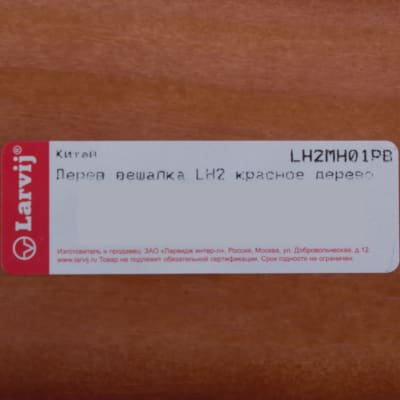 Larvij®
Китай
LH2MH01PB
Дерев вешалка LH2 красное дерево
Изготовитель и продавец: ЗАО «Ларвидж интер-л», Россия, Москва, ул. Добровольческая, д.12.
www.larvij.ru Товар не подлежит обязательной сертификации. Срок годности не ограничен.